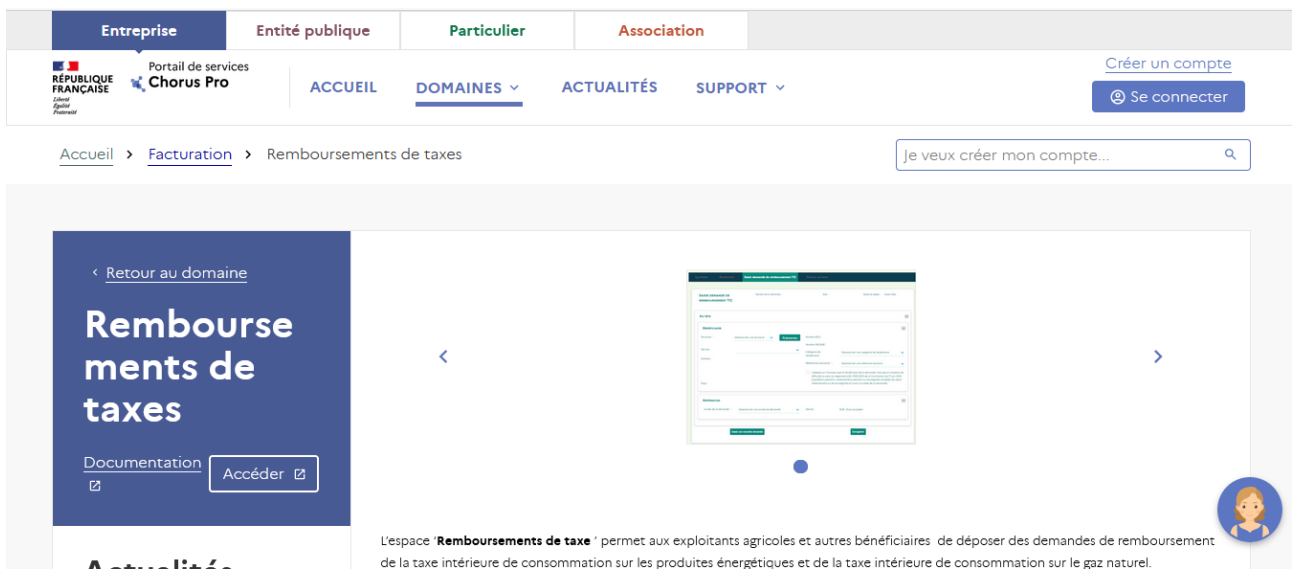 Entreprise Entité publique Particulier Association
RÉPUBLIQUE
FRANÇAISE
Liberté
Égalité
Fraternité
Portail de services
Chorus Pro
ACCUEIL DOMAINES ACTUALITÉS SUPPORT
Créer un compte
Se connecter
Accueil > Facturation > Remboursements de taxes
Je veux créer mon compte...
< Retour au domaine
Rembourse
ments de
taxes
Documentation
Accéder
L'espace 'Remboursements de taxe ' permet aux exploitants agricoles et autres bénéficiaires de déposer des demandes de remboursement
de la taxe intérieure de consommation sur les produites énergétiques et de la taxe intérieure de consommation sur le gaz naturel.
Actualités